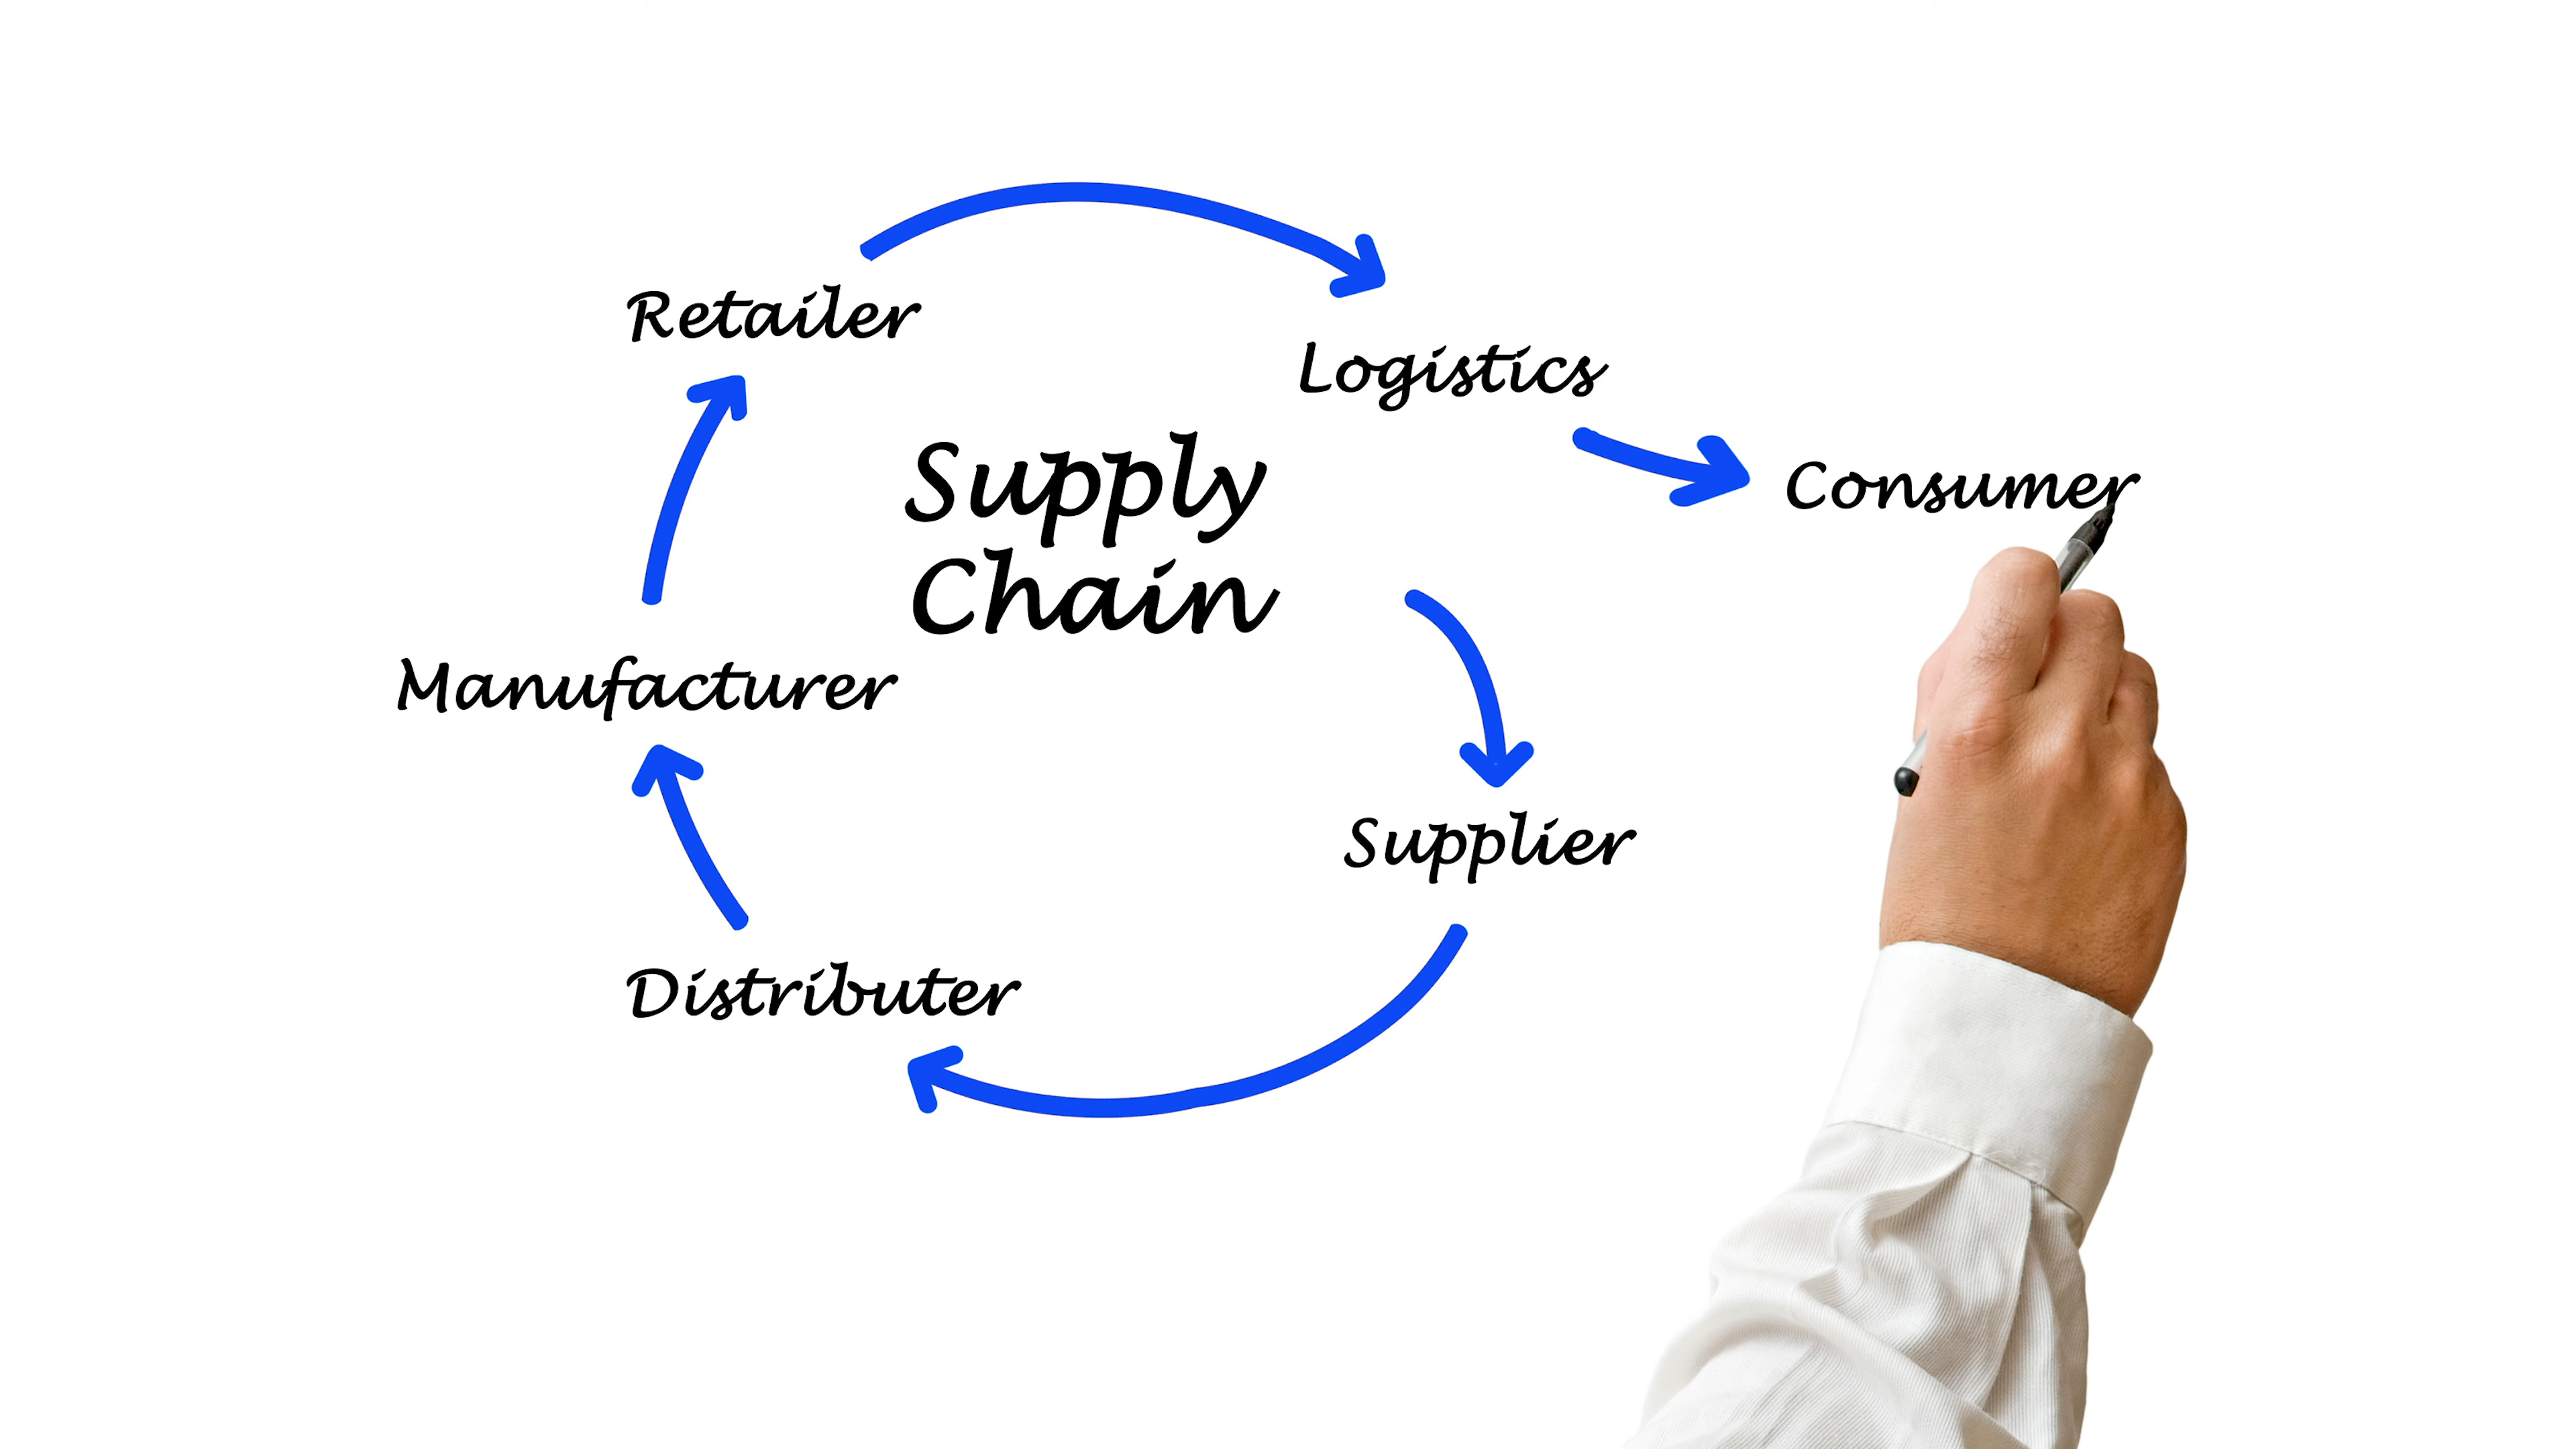 Retailer
Logistics
Supply
Chain
Consumer
Manufacturer
Supplier
Distributer